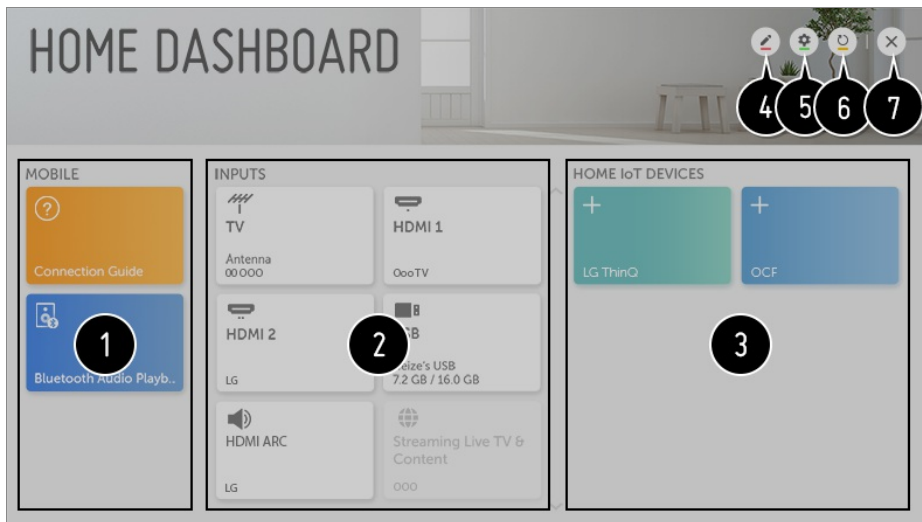 HOME DASHBOARD
4 5 6 7
MOBILE
Connection Guide
1
Bluetooth Audio Playb..
INPUTS
TV
Antenna
00 000
HDMI 1
OooTV
HDMI 2
LG
2
7.2 GB / 16.0 GB
HDMI ARC
LG
Streaming Live TV &
Content
000
HOME IoT DEVICES
LG ThinQ
OCF
3